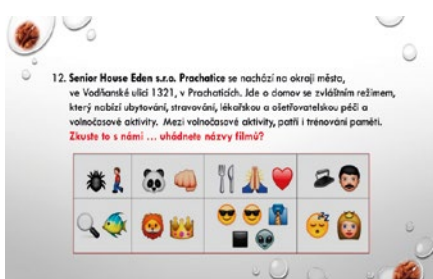 12. Senior House Eden s.r.o. Prachatice se nachází na okraji města,
ve Vodňanské ulici 1321, v Prachaticích. Jde o domov se zvláštním režimem,
který nabízí ubytování, stravování, lékařskou a ošetřovatelskou péči a
volnočasové aktivity. Mezi volnočasové aktivity, patří i trénování paměti.
Zkuste to s námi ... uhádnete názvy filmů?